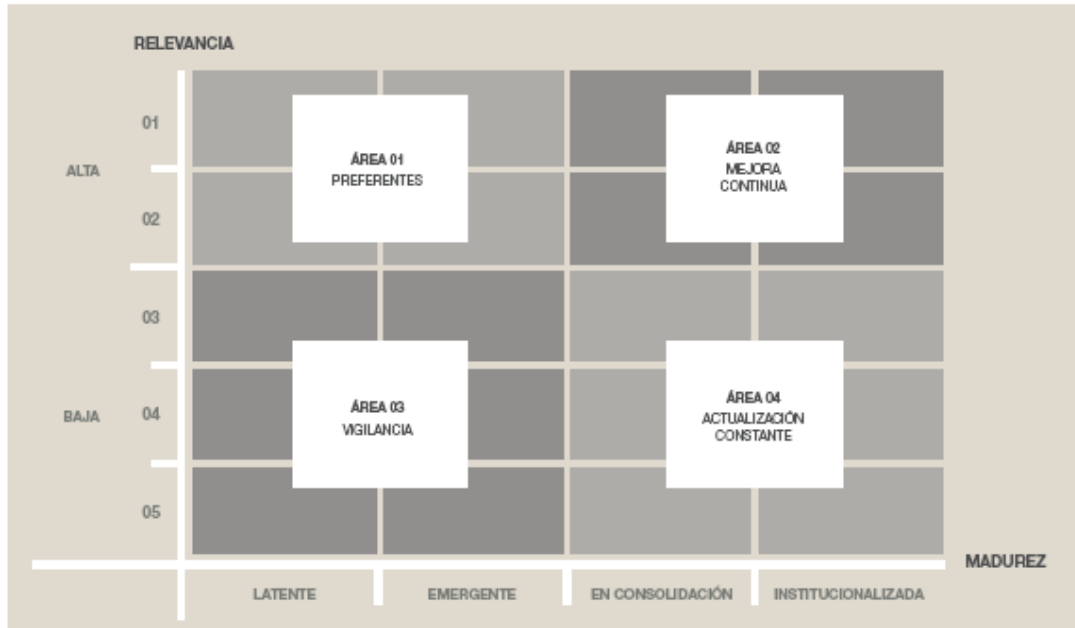 RELEVANCIA
01
ÁREA 01
PREFERENTES
ÁREA 02
MEJORA
CONTINUA
ALTA
02
03
BAJA
04
ÁREA 03
VIGILANCIA
ÁREA 04
ACTUALIZACIÓN
CONSTANTE
05
MADUREZ
LATENTE
EMERGENTE
EN CONSOLIDACIÓN
INSTITUCIONALIZADA